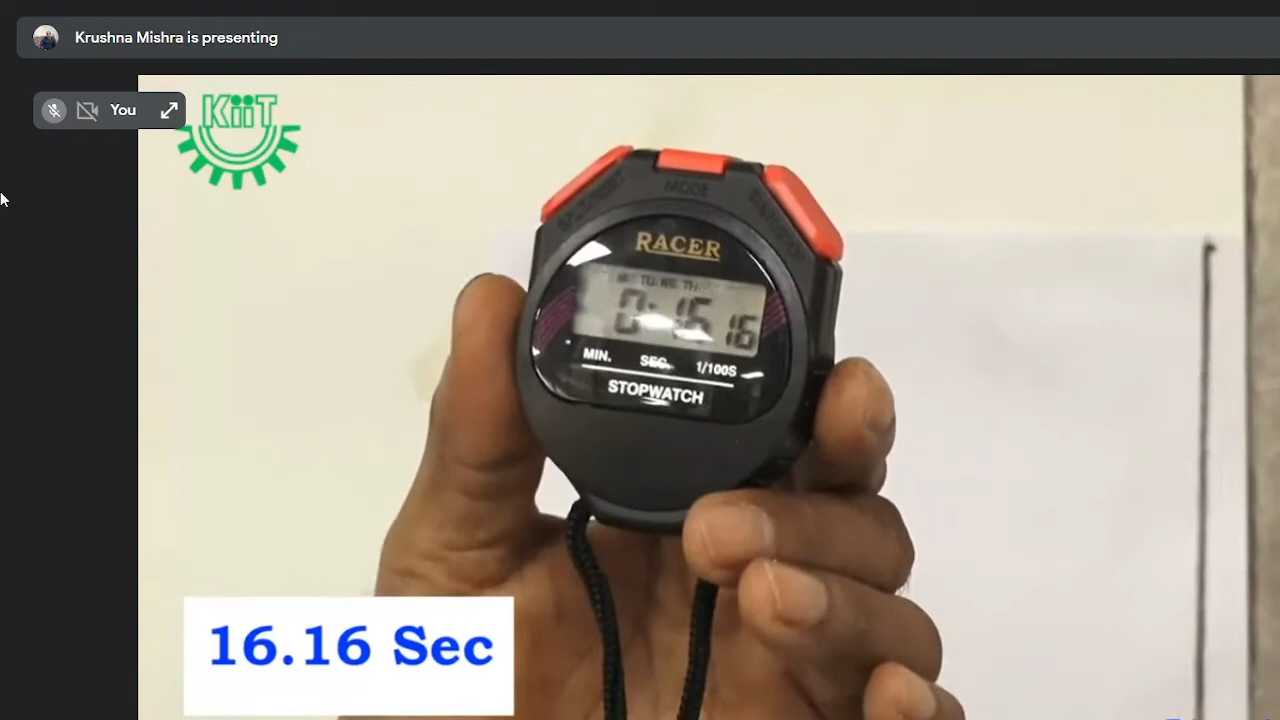 Krushna Mishra is presenting
You
KiiT
MODE
RACER
0:16 16
MIN. SEC. 1/100S
STOPWATCH
16.16 Sec